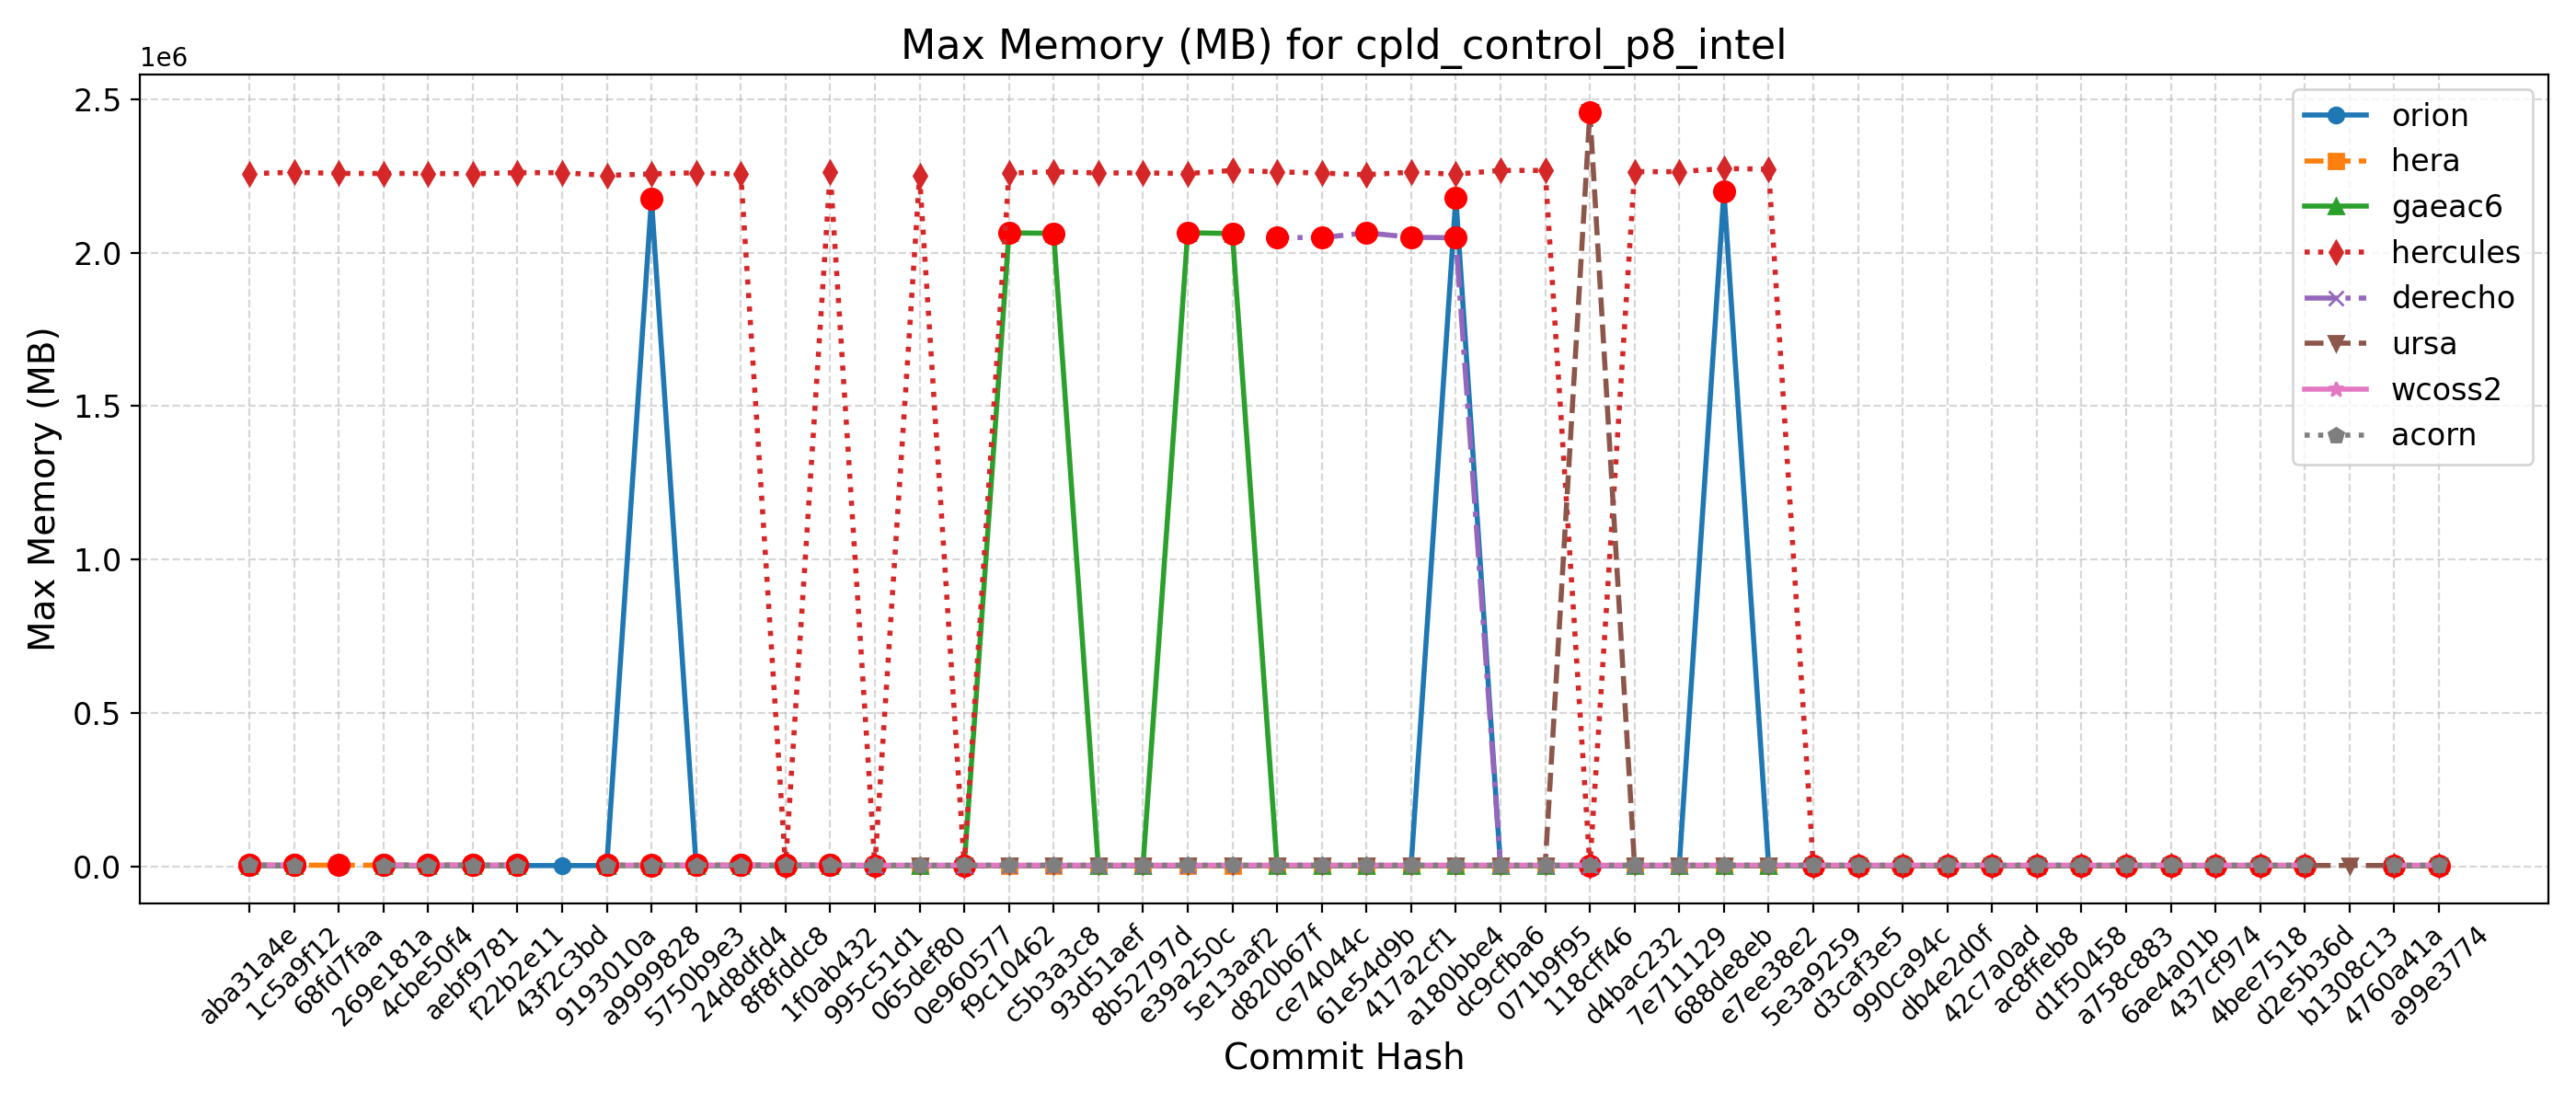 Max Memory (MB) for cpld_control_p8_intel
1e6
2.5
2.0
1.5
1.0
0.5
0.0
Max Memory (MB)
orion
hera
gaeac6
hercules
derecho
ursa
wcoss2
acorn
aba31a4e
1c5a9f12
68fd7faa
269e181a
4cbe50f4
aebf9781
f22b2e11
43f2c3bd
9193010a
a9999828
5750b9e3
24d8dfd4
8f8fddc8
1f0ab432
995c51d1
065def80
0e960577
f9c10462
c5b3a3c8
93d51aef
8b52797d
e39a250c
5e13aaf2
d820b67f
ce74044c
61e54d9b
417a2cf1
a180bbe4
dc9cfba6
071b9f95
118cff46
d4bac232
7e711129
688de8eb
e7ee38e2
5e3a9259
d3caf3e5
990ca94c
db4e2d0f
42c7a0ad
ac8ffeb8
d1f50458
a758c883
6ae4a01b
437cf974
4bee7518
d2e5b36d
b1308c13
4760a41a
a99e3774
Commit Hash